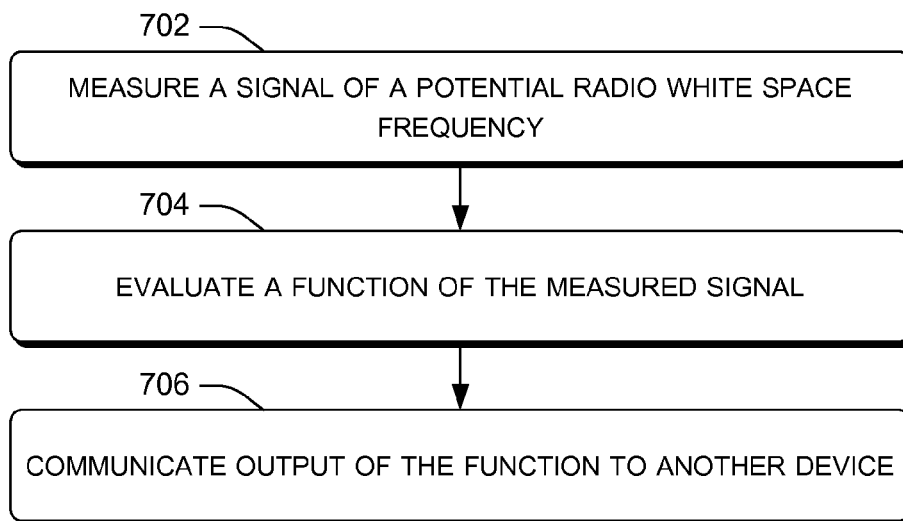 702
MEASURE A SIGNAL OF A POTENTIAL RADIO WHITE SPACE
FREQUENCY
704
EVALUATE A FUNCTION OF THE MEASURED SIGNAL
706
COMMUNICATE OUTPUT OF THE FUNCTION TO ANOTHER DEVICE